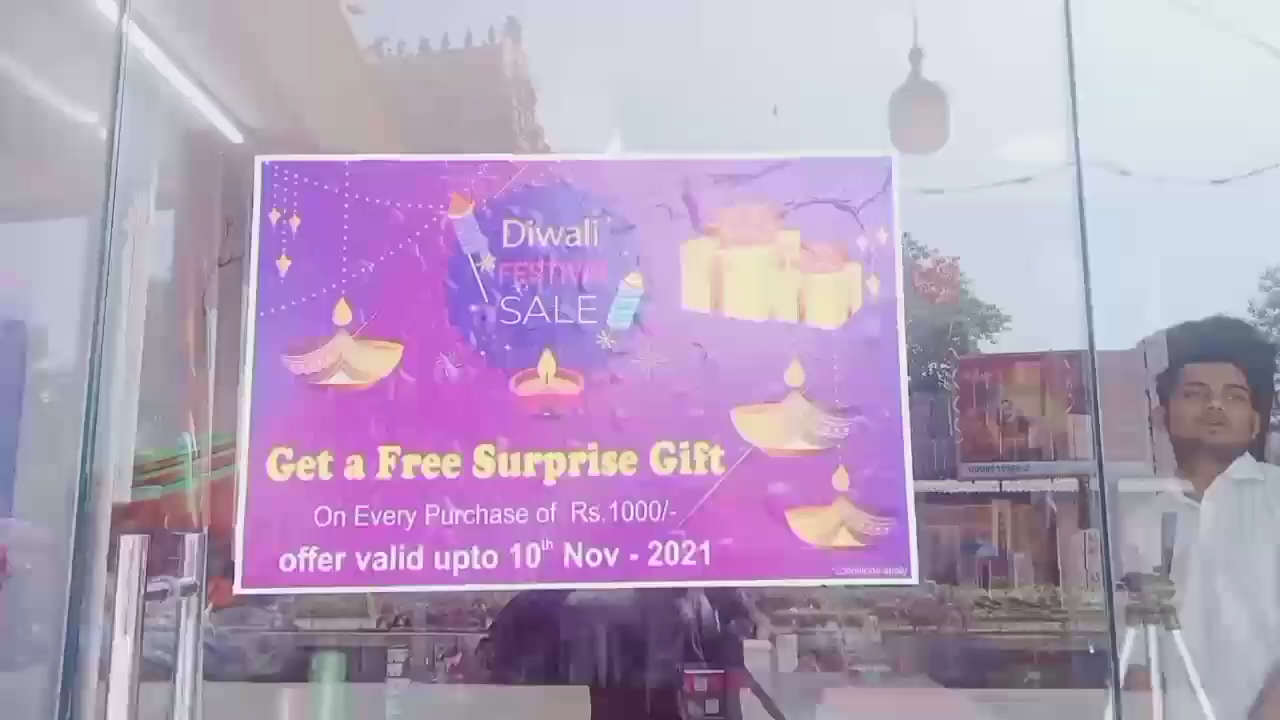 Diwali
FESTIVAL
SALE
Get a Free Surprise Gift
On Every Purchase of Rs.1000/-
offer valid upto 10th Nov - 2021